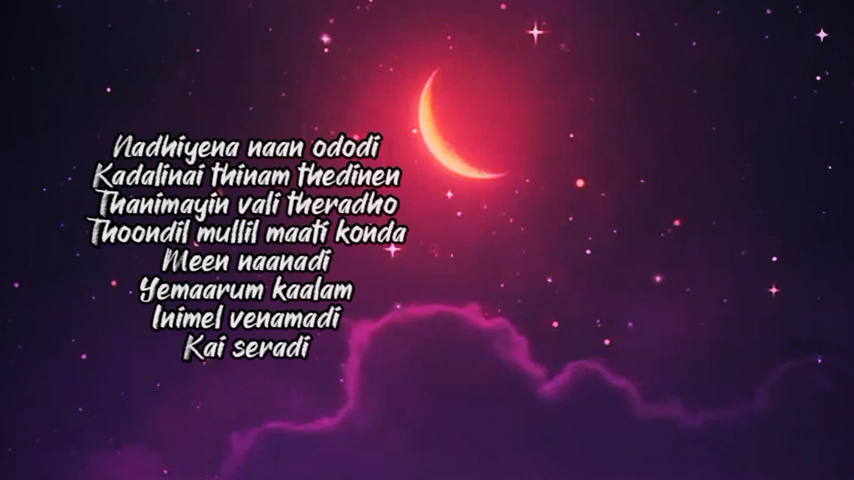 Nadhiyena naan ododi
Kadalinai thinam thedinen
Thanimayin vali theradho
Thoondil mullil maati konda
Meen naanadi
Yemaarum kaalam
Inimel venamadi
Kai seradi